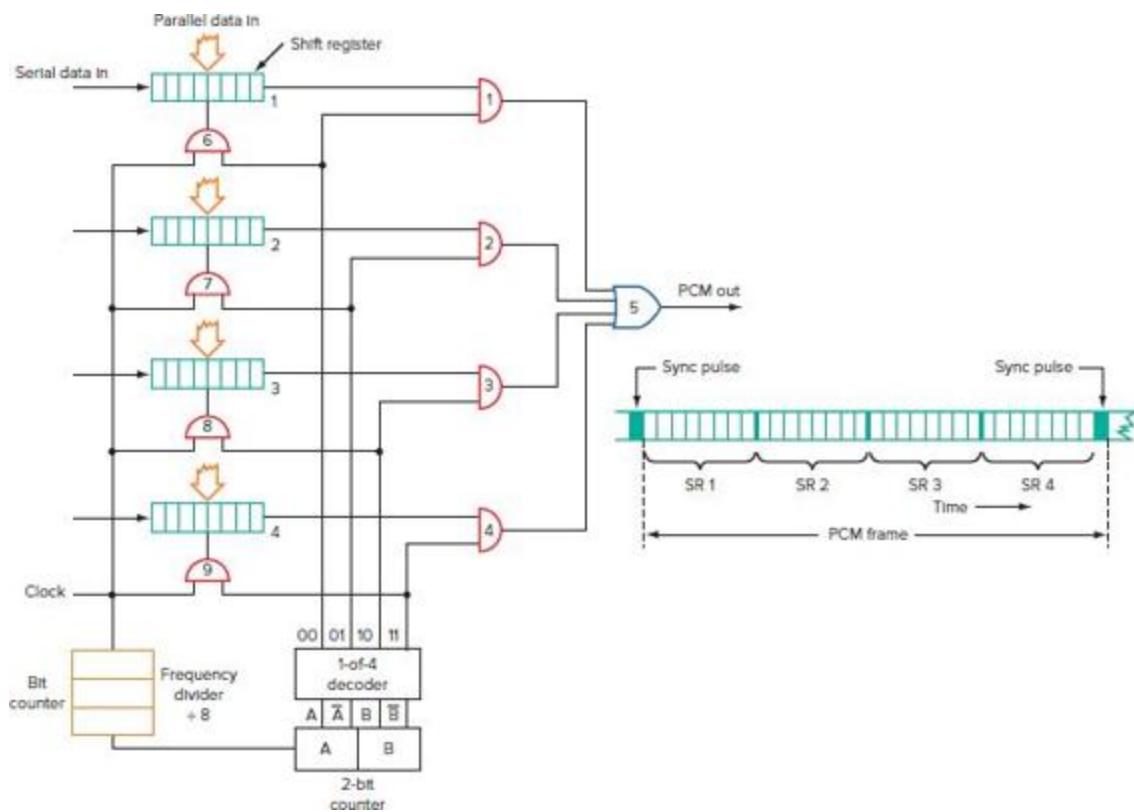 Parallel data in
Shift register
Serial data in
1
1
6
2
2
7
PCM out
5
3
3
8
Sync pulse
Sync pulse
SR 1
SR 2
SR 3
SR 4
Time
PCM frame
4
4
9
Clock
00 01 10 11
1-of-4
decoder
Bit
counter
Frequency
divider
÷ 8
A A̅ B B̅
A B
2-bit
counter